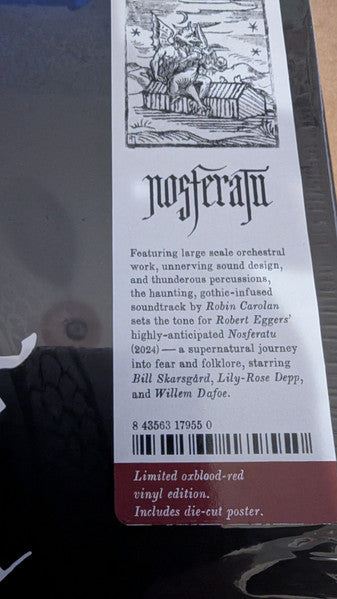 nosferatu
Featuring large scale orchestral
work, unnerving sound design,
and thunderous percussions,
the haunting, gothic-infused
soundtrack by Robin Carolan
sets the tone for Robert Eggers'
highly-anticipated Nosferatu
(2024) — a supernatural journey
into fear and folklore, starring
Bill Skarsgård, Lily-Rose Depp,
and Willem Dafoe.
8 43563 17955 0
Limited oxblood-red
vinyl edition.
Includes die-cut poster.